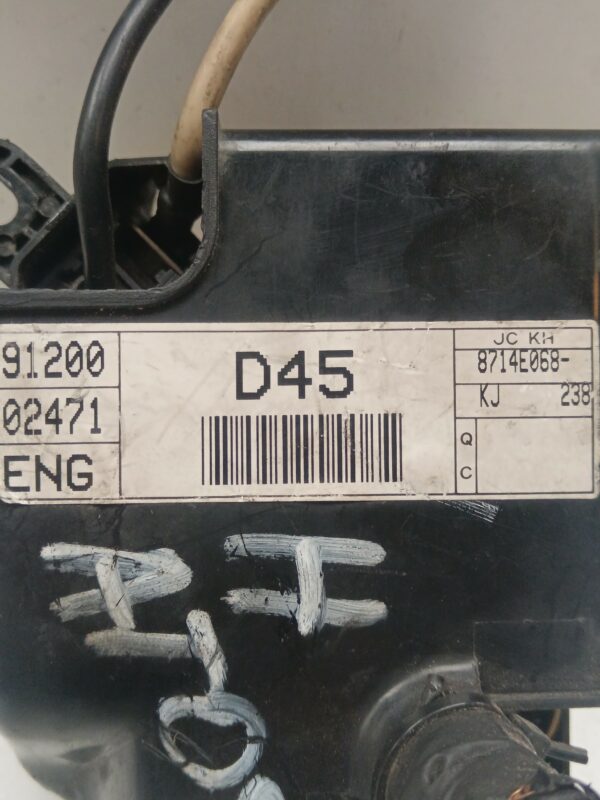 91200
02471
ENG
D45
JC KH
8714E068-
KJ 238
Q
C